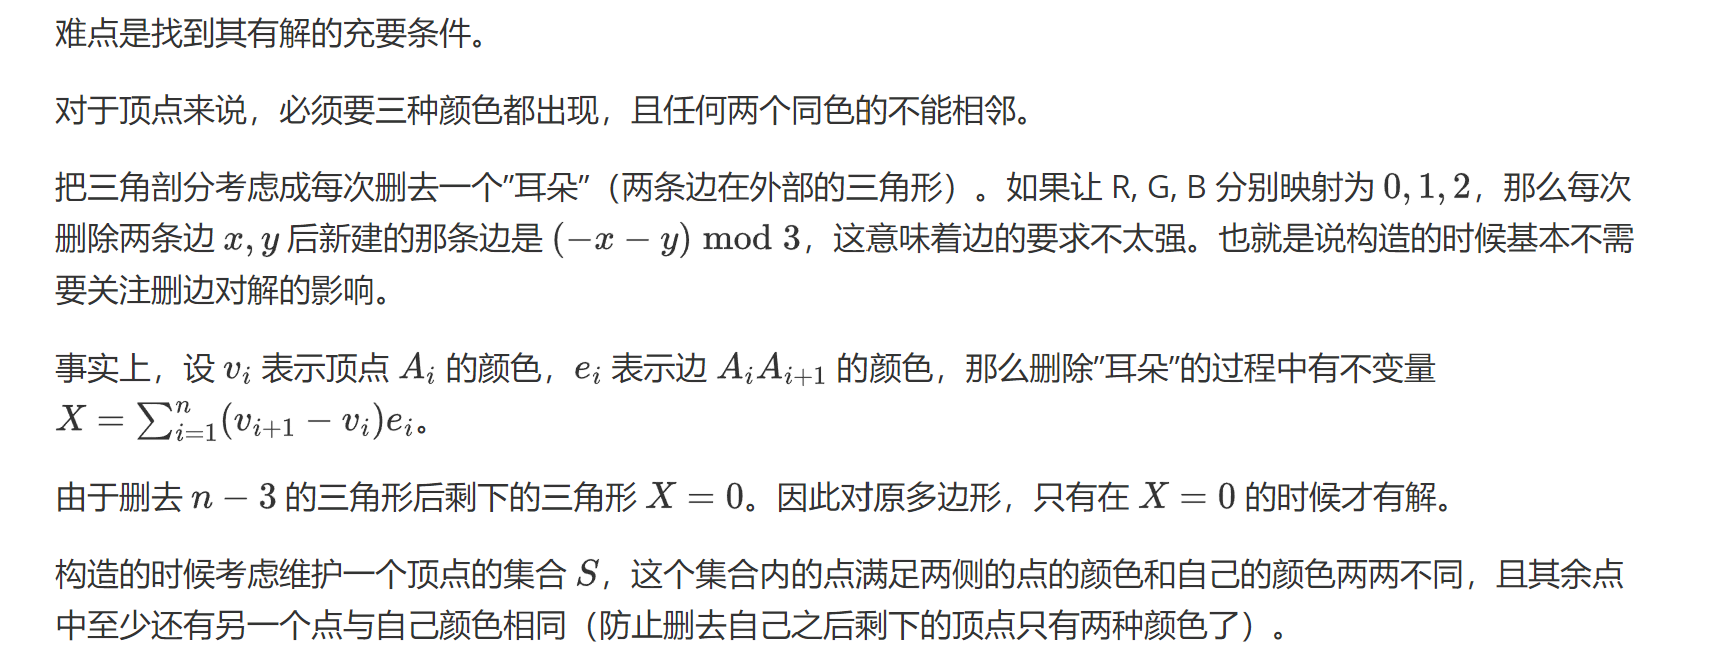 难点是找到其有解的充要条件。
对于顶点来说，必须要三种颜色都出现，且任何两个同色的不能相邻。
把三角剖分考虑成每次删去一个”耳朵”（两条边在外部的三角形）。如果让 R, G, B 分别映射为 0, 1, 2，那么每次
删除两条边 x, y 后新建的那条边是 (−x − y) mod 3，这意味着边的要求不太强。也就是说构造的时候基本不需
要关注删边对解的影响。
事实上，设 v_i 表示顶点 A_i 的颜色，e_i 表示边 A_iA_{i+1} 的颜色，那么删除”耳朵”的过程中有不变量
X = ∑_{i=1}^{n}(v_{i+1} − v_i)e_i。
由于删去 n − 3 的三角形后剩下的三角形 X = 0。因此对原多边形，只有在 X = 0 的时候才有解。
构造的时候考虑维护一个顶点的集合 S，这个集合内的点满足两侧的点的颜色和自己的颜色两两不同，且其余点
中至少还有另一个点与自己颜色相同（防止删去自己之后剩下的顶点只有两种颜色了）。